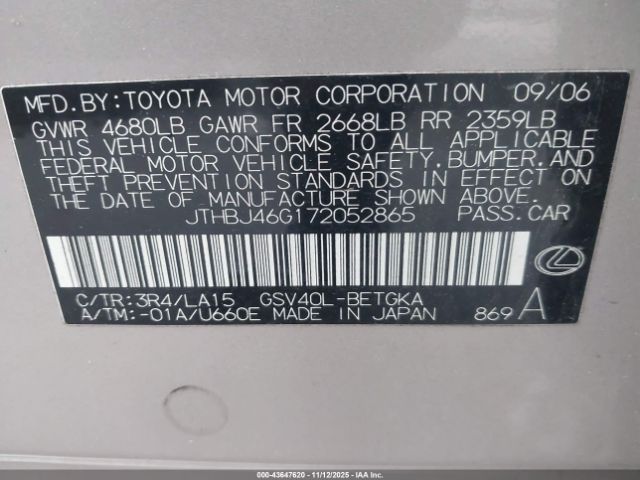 MFD.BY:TOYOTA MOTOR CORPORATION 09/06
GVWR 4680LB GAWR FR 2668LB RR 2359LB
THIS VEHICLE CONFORMS TO ALL APPLICABLE
FEDERAL MOTOR VEHICLE SAFETY.BUMPER.AND
THEFT PREVENTION STANDARDS IN EFFECT ON
THE DATE OF MANUFACTURE SHOWN ABOVE.
JTHBJ46G172052865 PASS.CAR
C/TR:3R4/LA15 GSV40L-BETGKA
A/TM:-01A/U660E MADE IN JAPAN 869 A
000-43647620 - 11/12/2025 - IAA Inc.